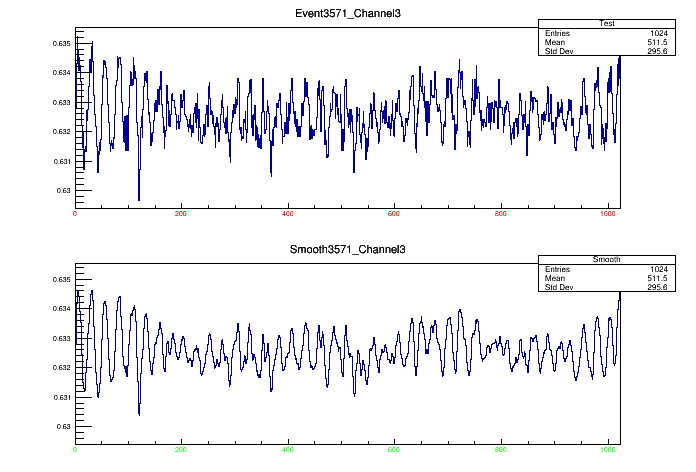 Event3571_Channel3
Test
Entries 1024
Mean 511.5
Std Dev 295.6
0.635
0.634
0.633
0.632
0.631
0.63
0 200 400 600 800 1000
Smooth3571_Channel3
Smooth
Entries 1024
Mean 511.5
Std Dev 295.6
0.635
0.634
0.633
0.632
0.631
0.63
0 200 400 600 800 1000